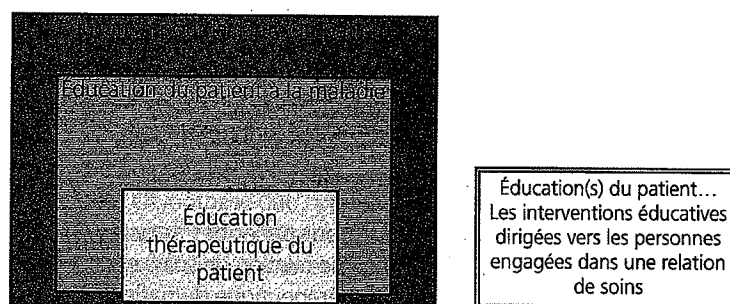 Éducation du patient à la maladie
Éducation
thérapeutique du
patient
Éducation(s) du patient...
Les interventions éducatives
dirigées vers les personnes
engagées dans une relation
de soins